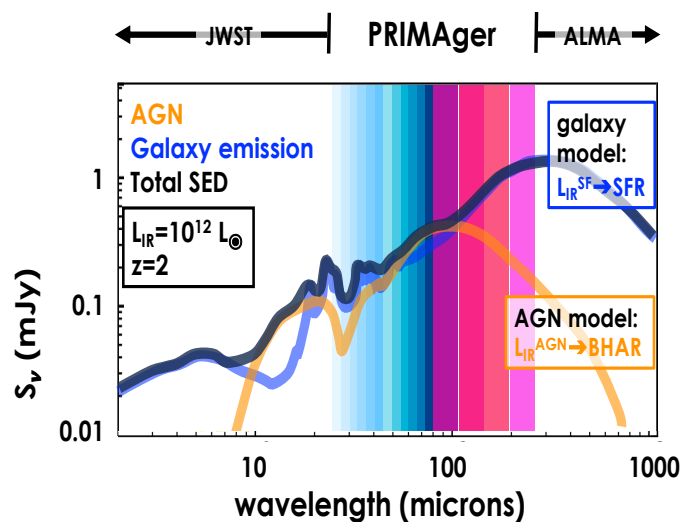 JWST PRIMAger ALMA
AGN
Galaxy emission
Total SED
L_IR=10^12 L_☉
z=2
galaxy
model:
L_IR^SF→SFR
AGN model:
L_IR^AGN→BHAR
1
0.1
0.01
S_ν (mJy)
10 100 1000
wavelength (microns)